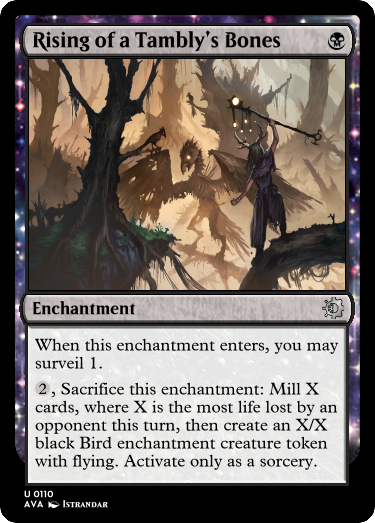 Rising of a Tambly's Bones
Enchantment
When this enchantment enters, you may
surveil 1.
2, Sacrifice this enchantment: Mill X
cards, where X is the most life lost by an
opponent this turn, then create an X/X
black Bird enchantment creature token
with flying. Activate only as a sorcery.
U 0110
AVA Istrandar